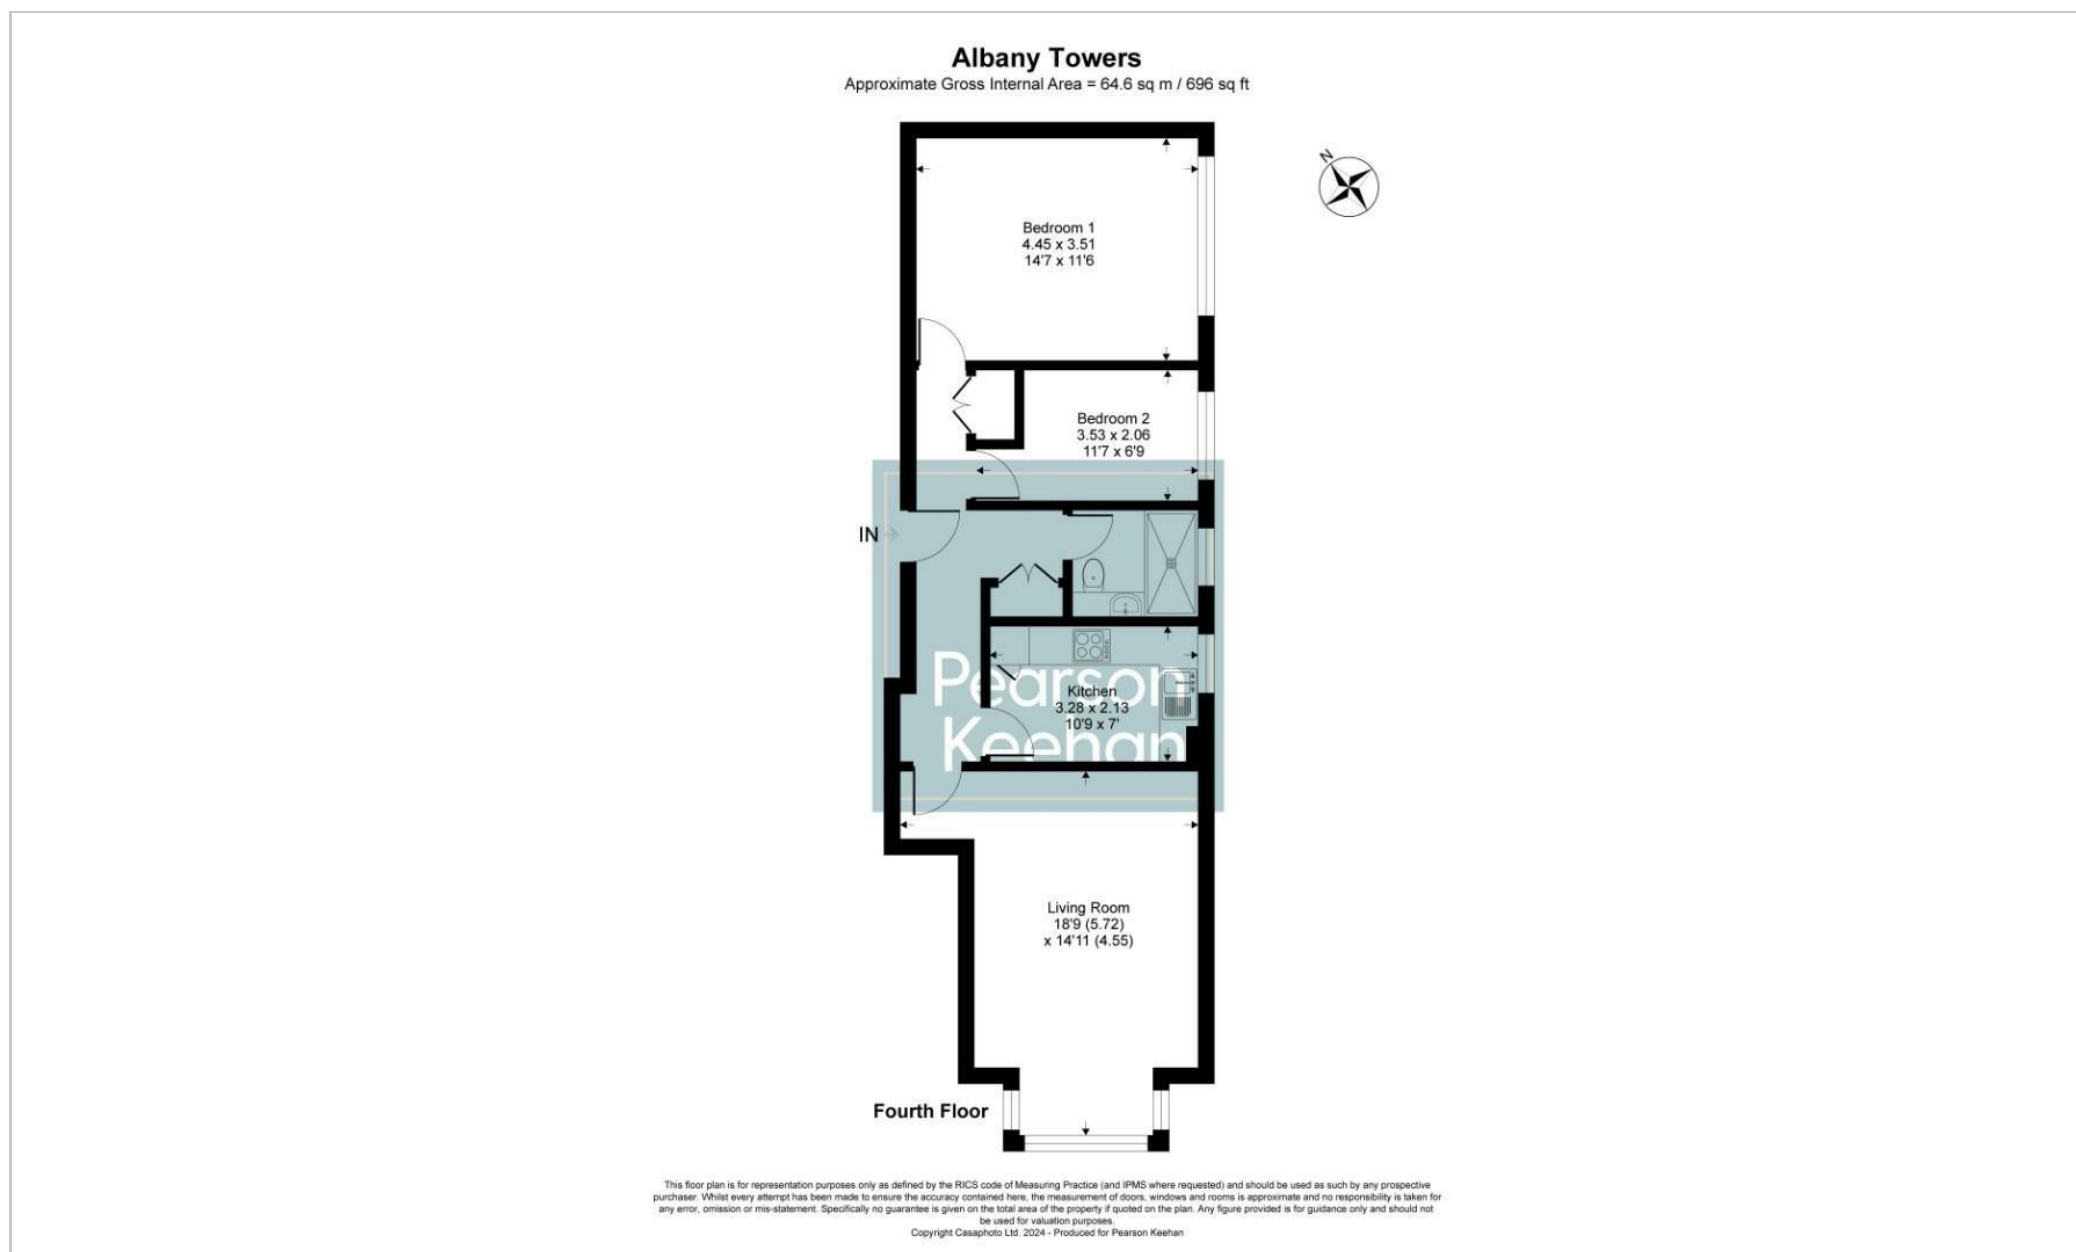 Albany Towers
Approximate Gross Internal Area = 64.6 sq m / 696 sq ft
N
Bedroom 1
4.45 x 3.51
14'7 x 11'6
Bedroom 2
3.53 x 2.06
11'7 x 6'9
IN
Pearson
Keehan
Kitchen
3.28 x 2.13
10'9 x 7'
Living Room
18'9 (5.72)
x 14'11 (4.55)
Fourth Floor
This floor plan is for representation purposes only as defined by the RICS code of Measuring Practice (and IPMS where requested) and should be used as such by any prospective
purchaser. Whilst every attempt has been made to ensure the accuracy contained here, the measurement of doors, windows and rooms is approximate and no responsibility is taken for
any error, omission or mis-statement. Specifically no guarantee is given on the total area of the property if quoted on the plan. Any figure provided is for guidance only and should not
be used for valuation purposes.
Copyright Casaphoto Ltd. 2024 - Produced for Pearson Keehan